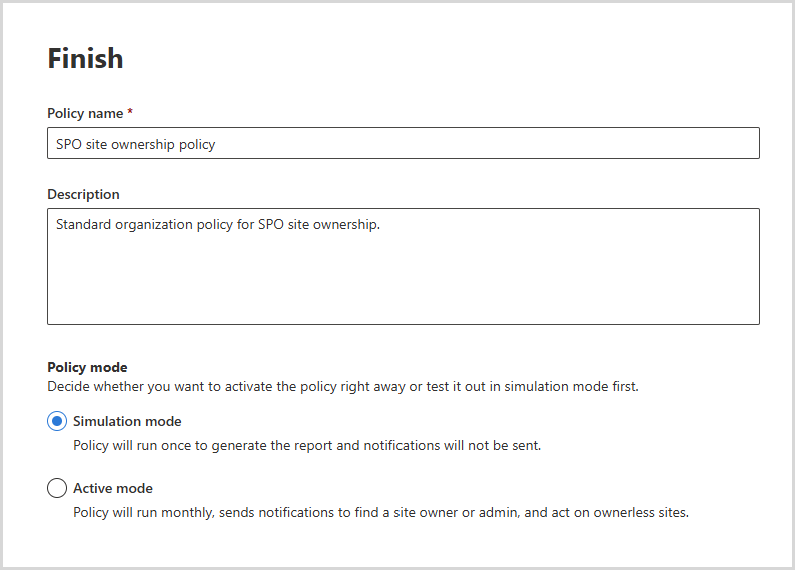 Finish
Policy name *
SPO site ownership policy
Description
Standard organization policy for SPO site ownership.
Policy mode
Decide whether you want to activate the policy right away or test it out in simulation mode first.
Simulation mode
Policy will run once to generate the report and notifications will not be sent.
Active mode
Policy will run monthly, sends notifications to find a site owner or admin, and act on ownerless sites.